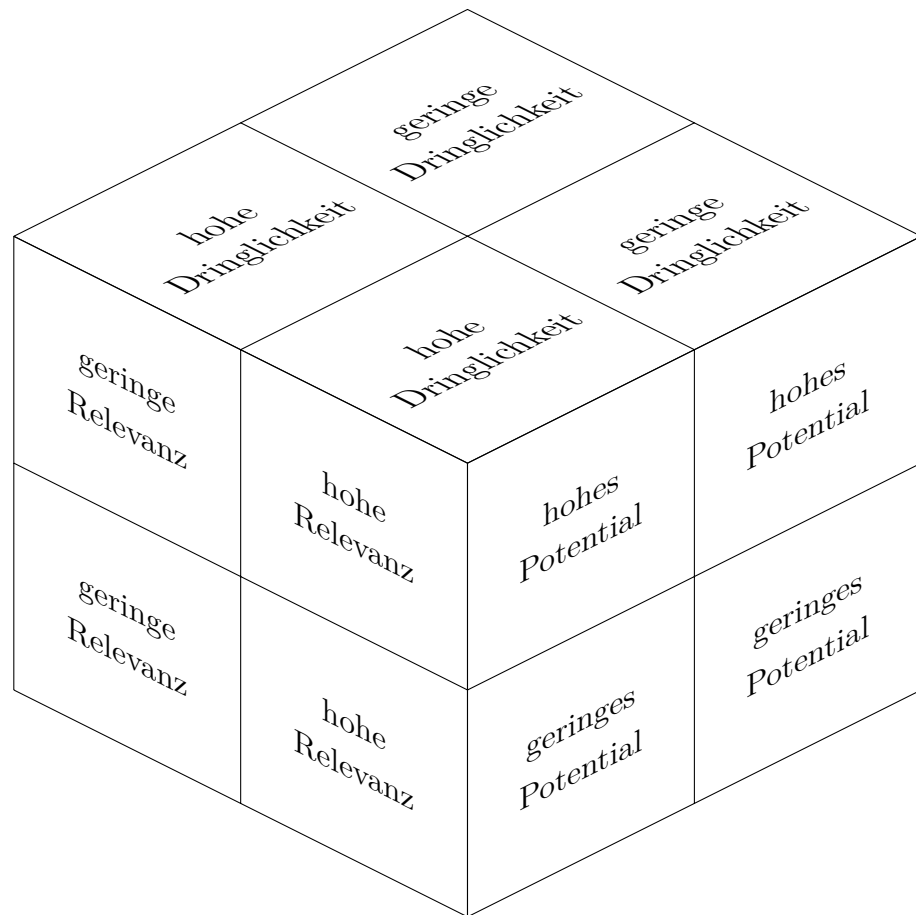 geringe
Dringlichkeit
hohe
Dringlichkeit
geringe
Dringlichkeit
hohe
Dringlichkeit
geringe
Relevanz
hohe
Relevanz
hohes
Potential
hohes
Potential
geringe
Relevanz
hohe
Relevanz
geringes
Potential
geringes
Potential